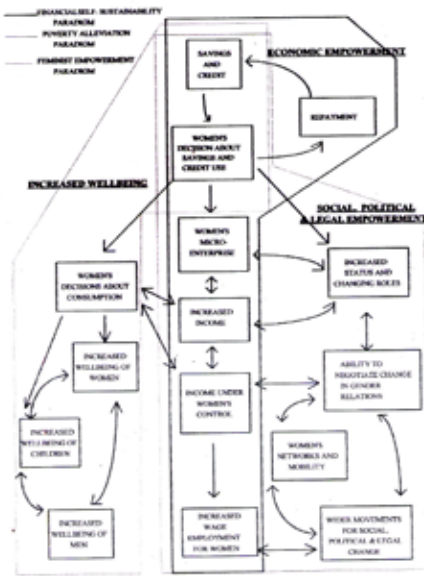 FINANCIAL SELF- SUSTAINABILITY
PARADIGM
POVERTY ALLEVIATION
PARADIGM
FEMINIST EMPOWERMENT
PARADIGM
SAVINGS
AND
CREDIT
ECONOMIC EMPOWERMENT
REPAYMENT
WOMEN'S
DECISION ABOUT
SAVINGS AND
CREDIT USE
INCREASED WELLBEING
SOCIAL, POLITICAL
& LEGAL EMPOWERMENT
WOMEN'S
MICRO-
ENTERPRISE
INCREASED
STATUS AND
CHANGING ROLES
WOMEN'S
DECISIONS ABOUT
CONSUMPTION
INCREASED
INCOME
INCREASED
WELLBEING OF
WOMEN
ABILITY TO
NEGOTIATE CHANGE
IN GENDER
RELATIONS
INCOME UNDER
WOMEN'S
CONTROL
INCREASED
WELLBEING OF
CHILDREN
WOMEN'S
NETWORKS AND
MOBILITY
INCREASED
WELLBEING OF
MEN
INCREASED
WAGE
EMPLOYMENT
FOR WOMEN
WIDER MOVEMENTS
FOR SOCIAL,
POLITICAL & LEGAL
CHANGE